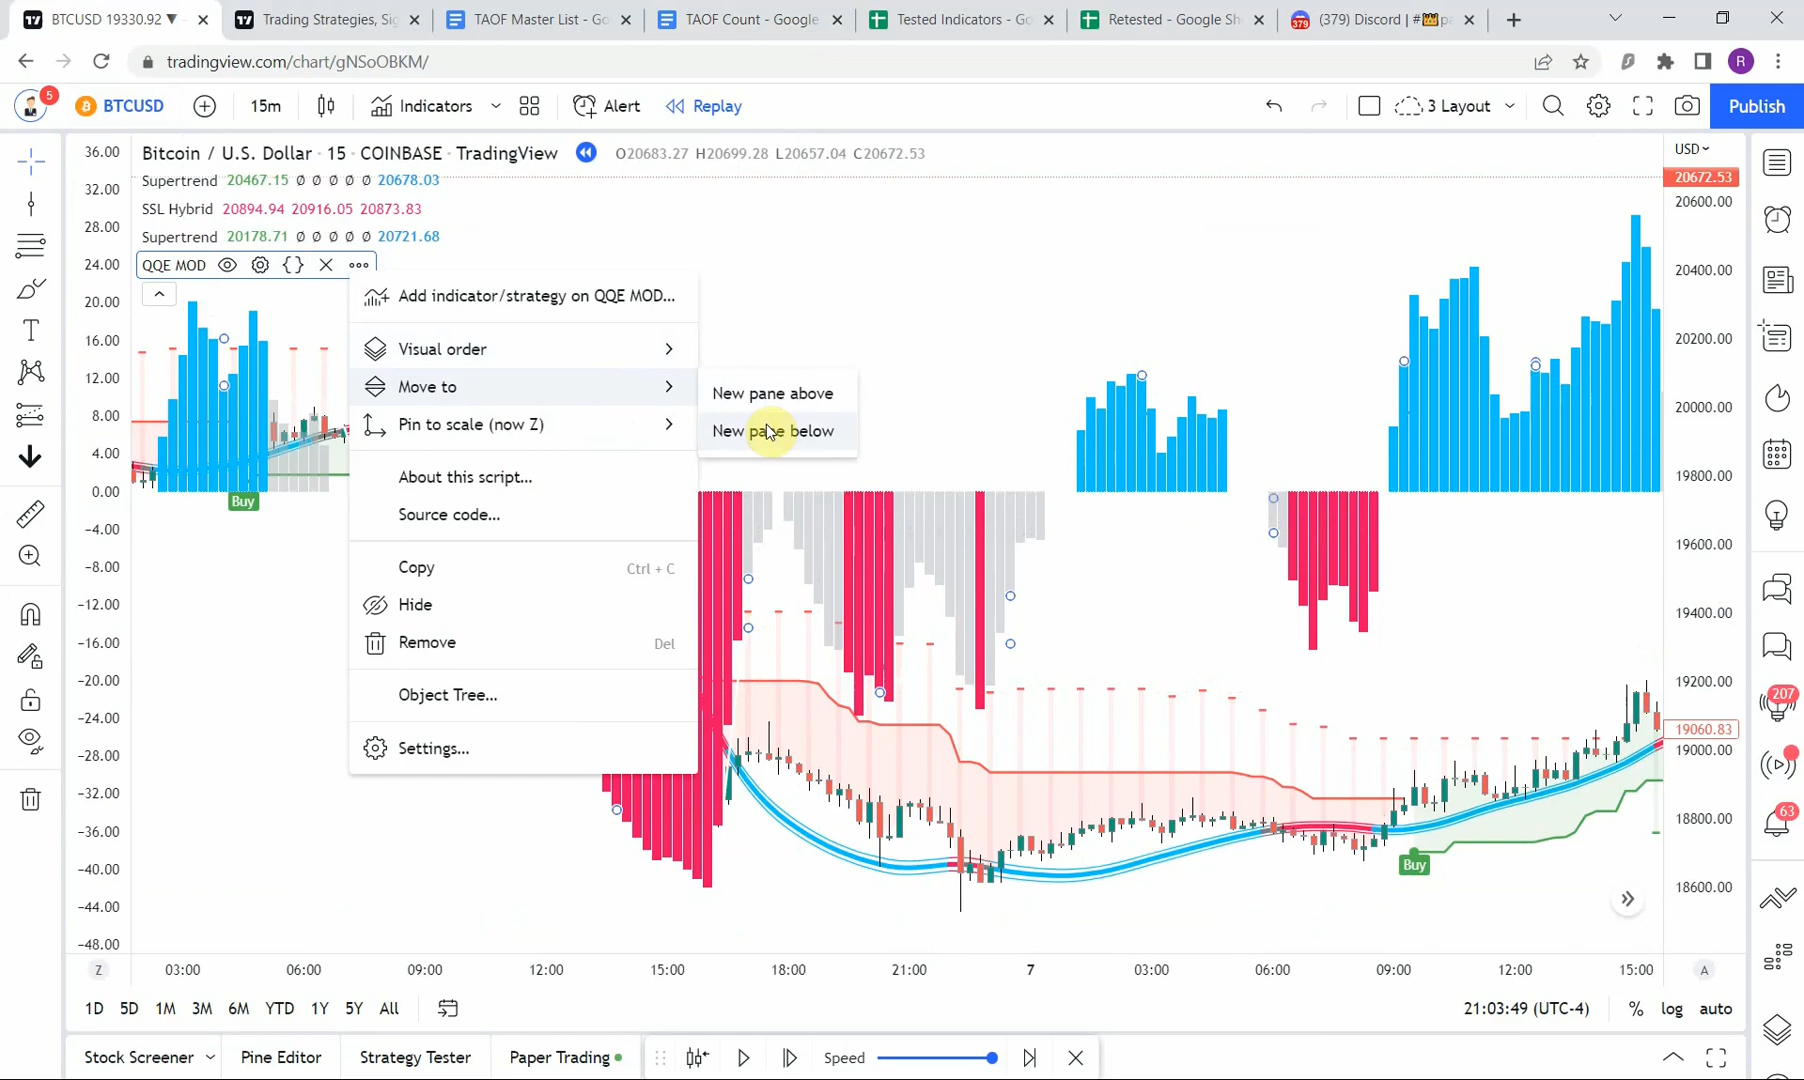 BTCUSD 19330.92 ▼
Trading Strategies, Sig
TAOF Master List - Go
TAOF Count - Google
Tested Indicators - Go
Retested - Google Sh
(379) Discord | #
tradingview.com/chart/gNSoOBKM/
R
5
BTCUSD
15m
Indicators
Alert
Replay
3 Layout
Publish
Bitcoin / U.S. Dollar · 15 · COINBASE · TradingView
O20683.27 H20699.28 L20657.04 C20672.53
USD
Supertrend 20467.15 Ø Ø Ø Ø Ø 20678.03
SSL Hybrid 20894.94 20916.05 20873.83
Supertrend 20178.71 Ø Ø Ø Ø Ø 20721.68
QQE MOD
Add indicator/strategy on QQE MOD...
Visual order
Move to
Pin to scale (now Z)
About this script...
Source code...
Copy Ctrl + C
Hide
Remove Del
Object Tree...
Settings...
New pane above
New pane below
36.00
32.00
28.00
24.00
20.00
16.00
12.00
8.00
4.00
0.00
-4.00
-8.00
-12.00
-16.00
-20.00
-24.00
-28.00
-32.00
-36.00
-40.00
-44.00
-48.00
Buy
Buy
20672.53
20600.00
20400.00
20200.00
20000.00
19800.00
19600.00
19400.00
19200.00
19060.83
19000.00
18800.00
18600.00
207
63
Z
03:00 06:00 09:00 12:00 15:00 18:00 21:00 7 03:00 06:00 09:00 12:00 15:00
A
1D 5D 1M 3M 6M YTD 1Y 5Y All
21:03:49 (UTC-4)
% log auto
Stock Screener
Pine Editor
Strategy Tester
Paper Trading
Speed